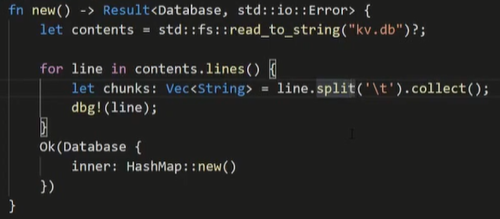 fn new() -> Result<Database, std::io::Error> {
    let contents = std::fs::read_to_string("kv.db")?;

    for line in contents.lines() {
        let chunks: Vec<String> = line.split('\t').collect();
        dbg!(line);
    }
    Ok(Database {
        inner: HashMap::new()
    })
}